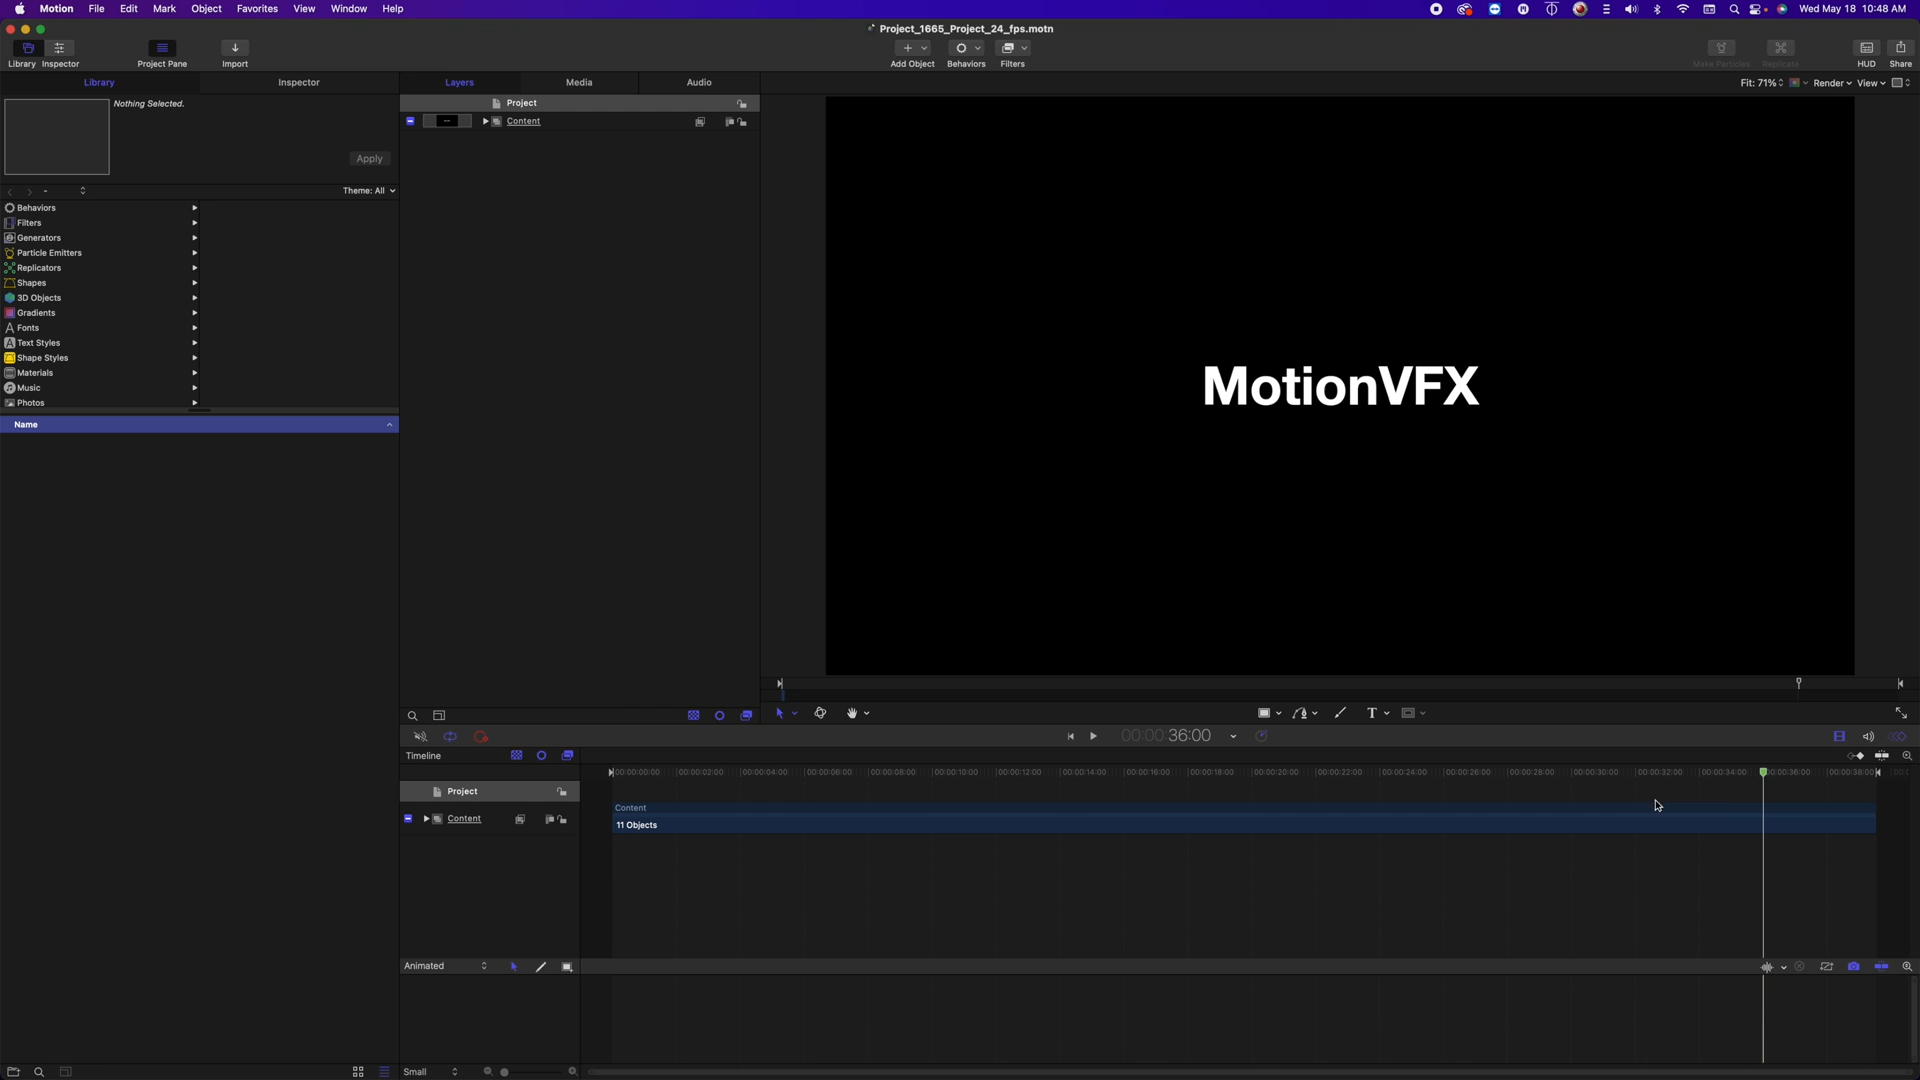 Motion File Edit Mark Object Favorites View Window Help Wed May 18 10:48 AM
Project_1665_Project_24_fps.motn
Library Inspector Project Pane Import Add Object Behaviors Filters Make Particles Replicate HUD Share
Library Inspector Layers Media Audio Fit: 71% Render View
Nothing Selected.
Apply
Project
Content
- Theme: All
Behaviors
Filters
Generators
Particle Emitters
Replicators
Shapes
3D Objects
Gradients
Fonts
Text Styles
Shape Styles
Materials
Music
Photos
Name
MotionVFX
T
00:00:00:36:00
Timeline
00:00:00:00 00:00:02:00 00:00:04:00 00:00:06:00 00:00:08:00 00:00:10:00 00:00:12:00 00:00:14:00 00:00:16:00 00:00:18:00 00:00:20:00 00:00:22:00 00:00:24:00 00:00:26:00 00:00:28:00 00:00:30:00 00:00:32:00 00:00:34:00 00:00:36:00 00:00:38:00
Project
Content
Content
11 Objects
Animated
Small